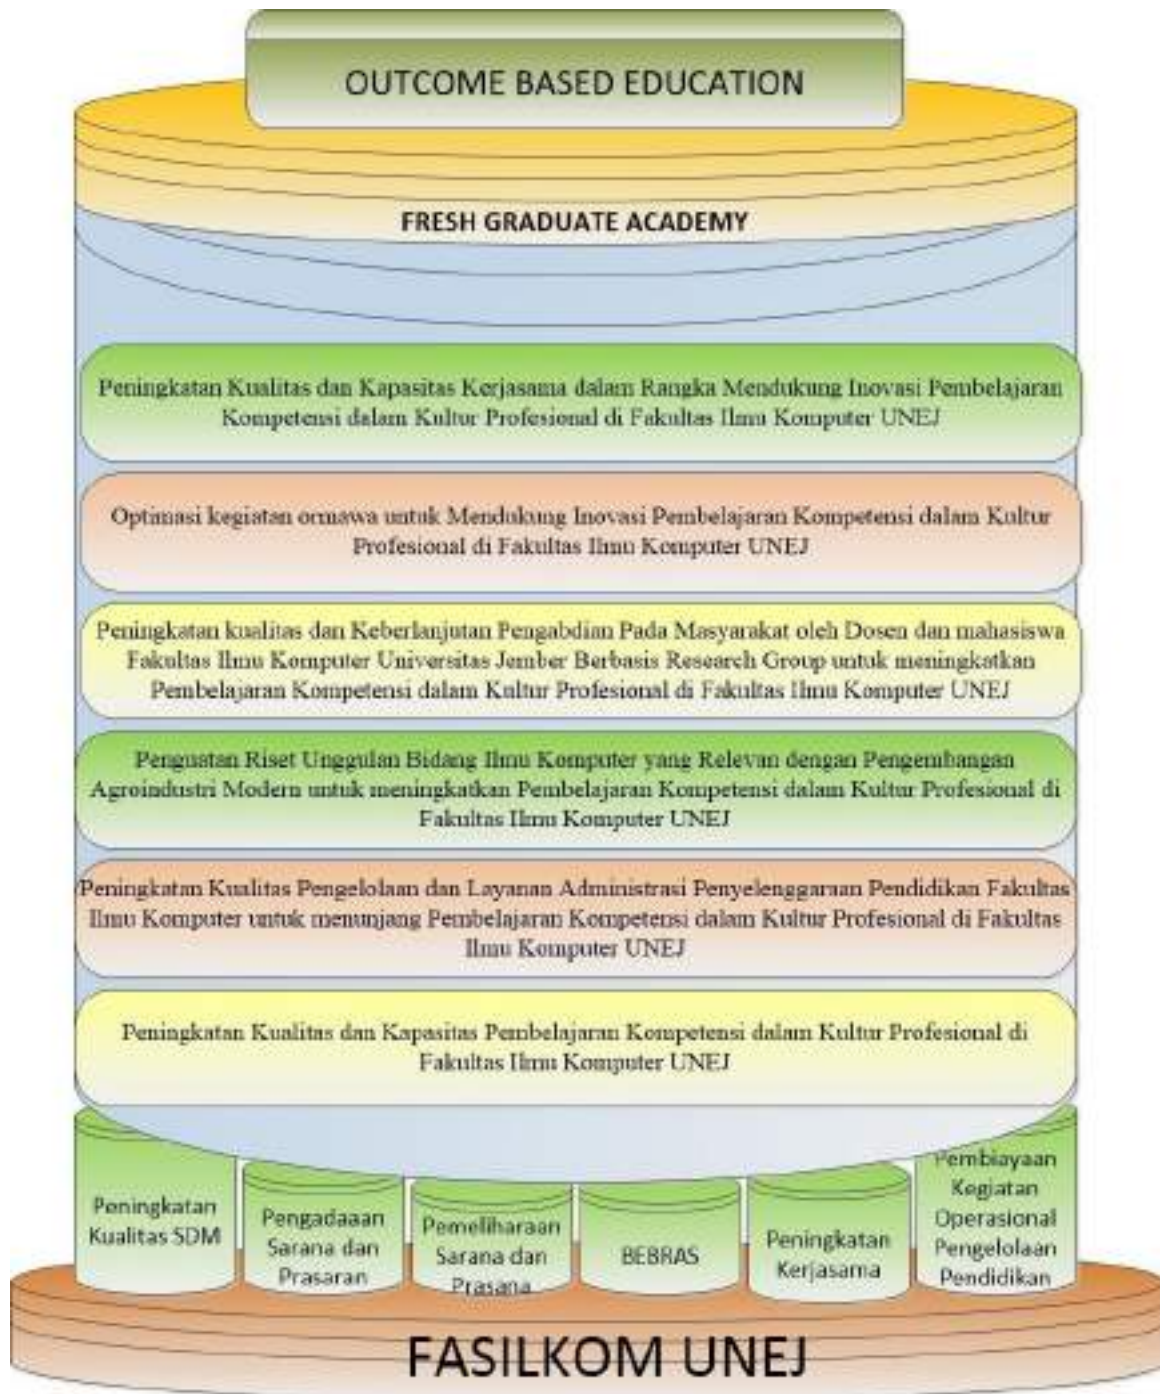 OUTCOME BASED EDUCATION
FRESH GRADUATE ACADEMY
Peningkatan Kualitas dan Kapasitas Kerjasama dalam Rangka Mendukung Inovasi Pembelajaran
Kompetensi dalam Kultur Profesional di Fakultas Ilmu Komputer UNEJ
Optimasi kegiatan ormawa untuk Mendukung Inovasi Pembelajaran Kompetensi dalam Kultur
Profesional di Fakultas Ilmu Komputer UNEJ
Peningkatan kualitas dan Keberlanjutan Pengabdian Pada Masyarakat oleh Dosen dan mahasiswa
Fakultas Ilmu Komputer Universitas Jember Berbasis Research Group untuk meningkatkan
Pembelajaran Kompetensi dalam Kultur Profesional di Fakultas Ilmu Komputer UNEJ
Penguatan Riset Unggulan Bidang Ilmu Komputer yang Relevan dengan Pengembangan
Agroindustri Modern untuk meningkatkan Pembelajaran Kompetensi dalam Kultur Profesional di
Fakultas Ilmu Komputer UNEJ
Peningkatan Kualitas Pengelolaan dan Layanan Administrasi Penyelenggaraan Pendidikan Fakultas
Ilmu Komputer untuk menunjang Pembelajaran Kompetensi dalam Kultur Profesional di Fakultas
Ilmu Komputer UNEJ
Peningkatan Kualitas dan Kapasitas Pembelajaran Kompetensi dalam Kultur Profesional di
Fakultas Ilmu Komputer UNEJ
Peningkatan
Kualitas SDM
Pengadaaan
Sarana dan
Prasaran
Pemeliharaan
Sarana dan
Prasana
BEBRAS
Peningkatan
Kerjasama
Pembiayaan
Kegiatan
Operasional
Pengelolaan
Pendidikan
FASILKOM UNEJ